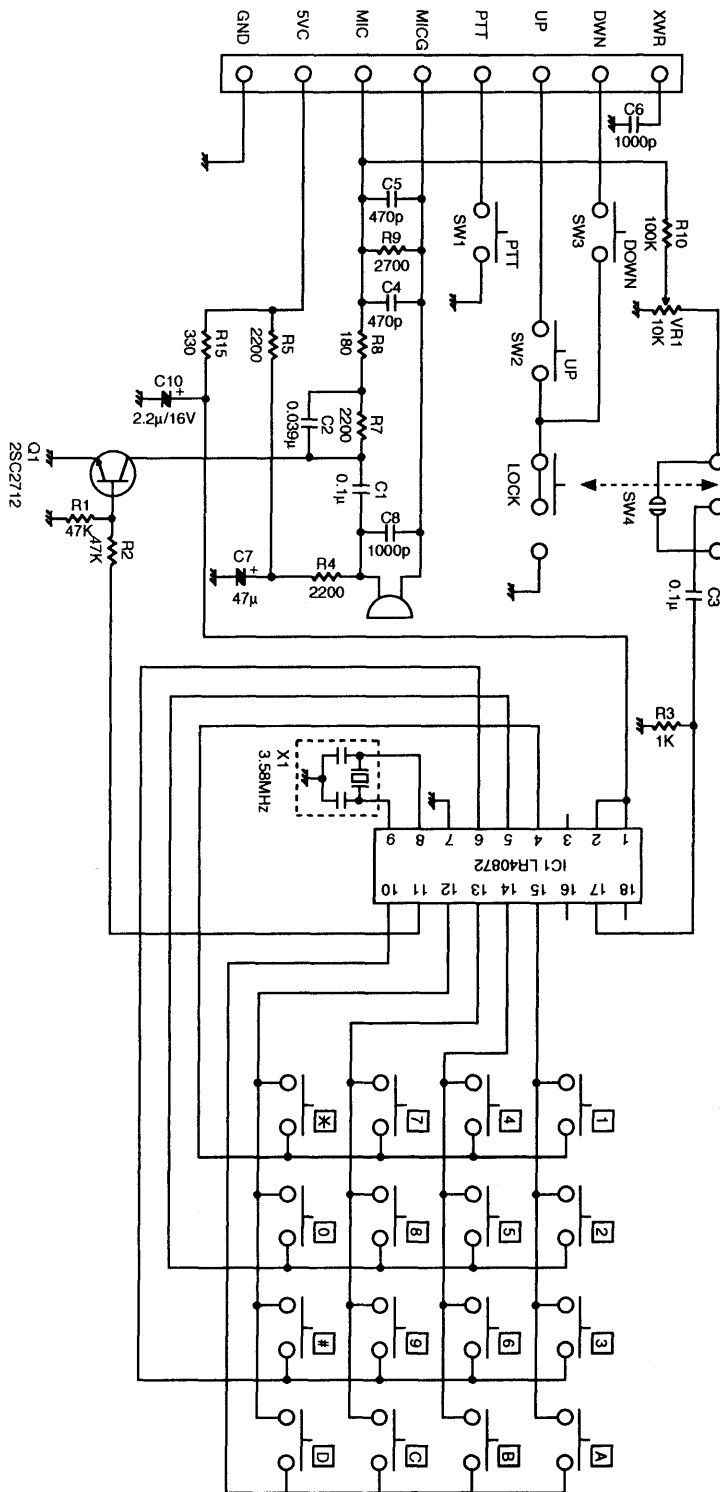 GND
5VC
MIC
MICG
PTT
UP
DWN
XWR
C6
1000p
R10
100K
VR1
10K
SW4
C3
0.1μ
R3
1K
SW3
DOWN
SW2
UP
LOCK
SW1
PTT
C5
470p
R9
2700
C4
470p
R8
180
R7
2200
C2
0.039μ
C1
0.1μ
C8
1000p
R4
2200
C7
+
47μ
R5
2200
R15
330
C10
+
2.2μ/16V
Q1
2SC2712
R1
47K
R2
47K
X1
3.58MHz
IC1 LR40872
1
2
3
4
5
6
7
8
9
10
11
12
13
14
15
16
17
18
1
2
3
A
4
5
6
B
7
8
9
C
*
0
#
D